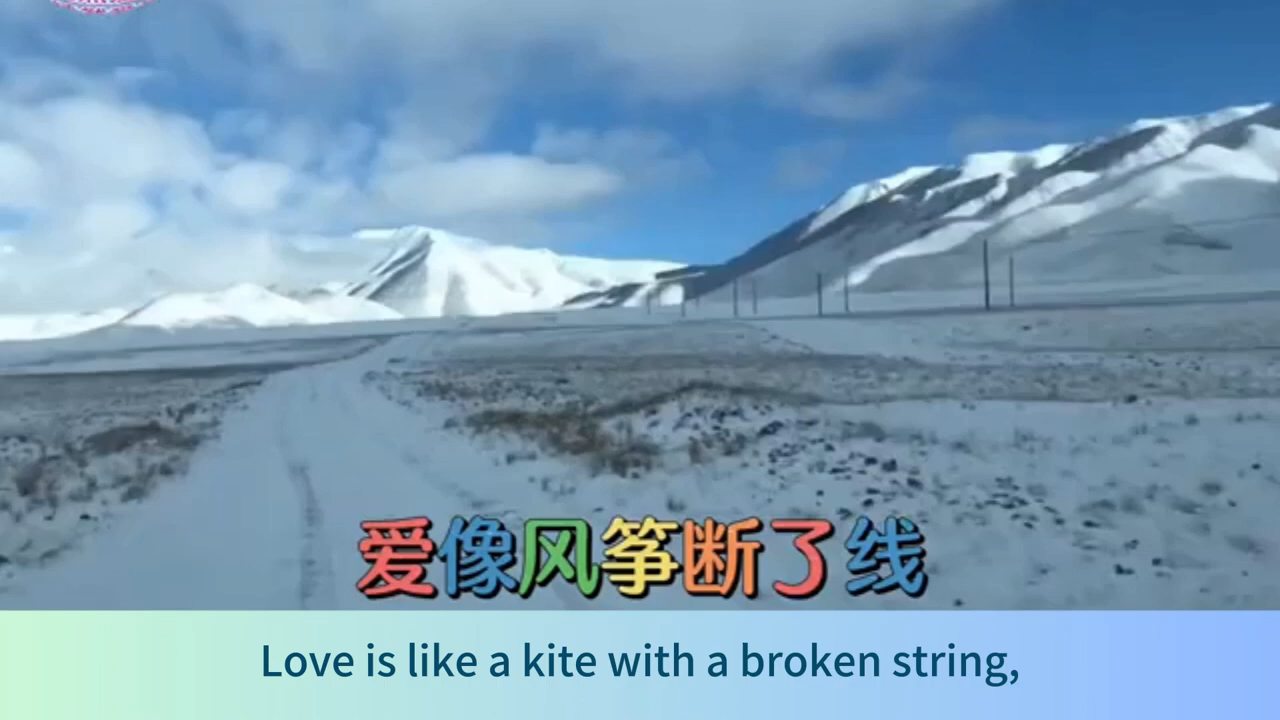 爱像风筝断了线
Love is like a kite with a broken string,